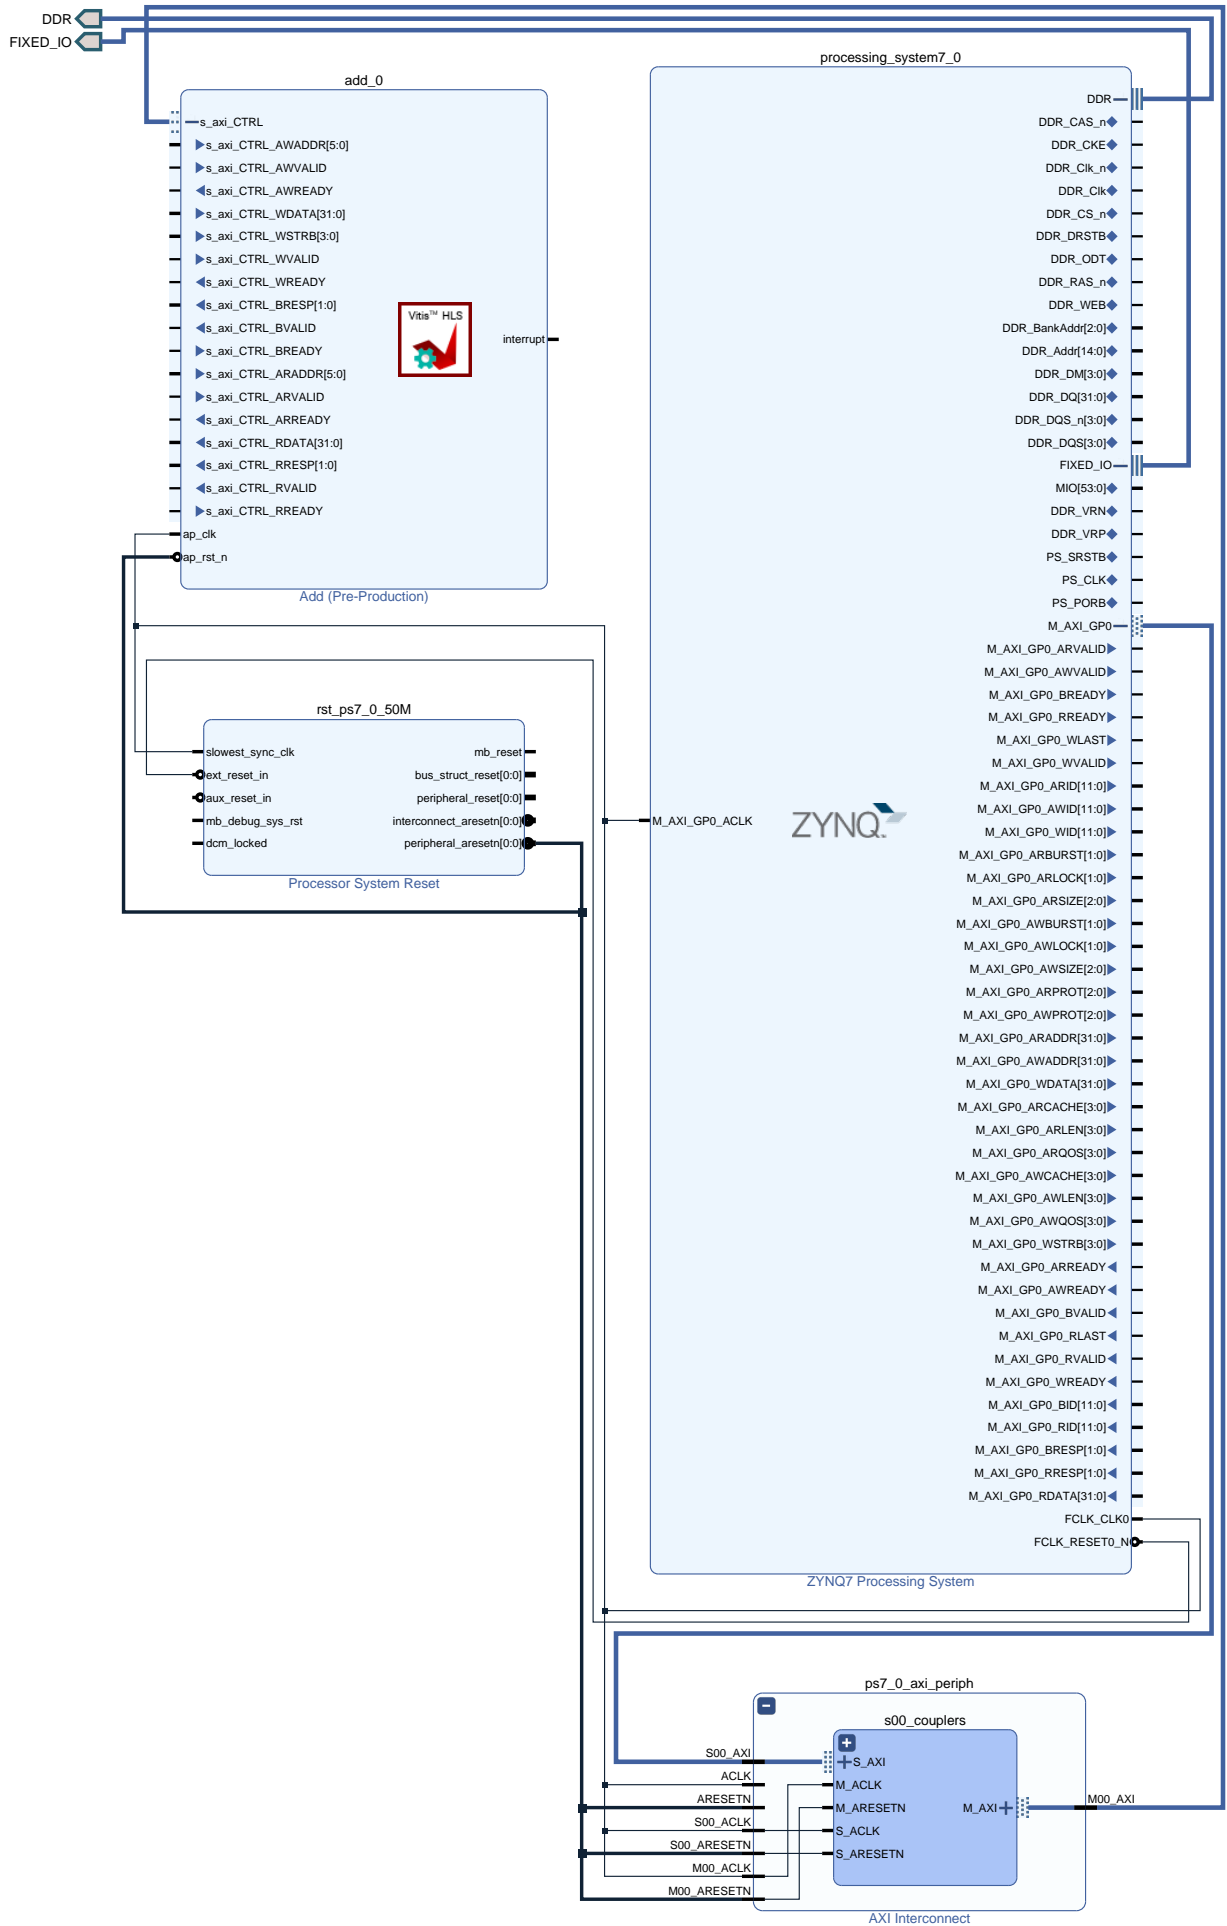 DDR
FIXED_IO
add_0
s_axi_CTRL
s_axi_CTRL_AWADDR[5:0]
s_axi_CTRL_AWVALID
s_axi_CTRL_AWREADY
s_axi_CTRL_WDATA[31:0]
s_axi_CTRL_WSTRB[3:0]
s_axi_CTRL_WVALID
s_axi_CTRL_WREADY
s_axi_CTRL_BRESP[1:0]
s_axi_CTRL_BVALID
s_axi_CTRL_BREADY
s_axi_CTRL_ARADDR[5:0]
s_axi_CTRL_ARVALID
s_axi_CTRL_ARREADY
s_axi_CTRL_RDATA[31:0]
s_axi_CTRL_RRESP[1:0]
s_axi_CTRL_RVALID
s_axi_CTRL_RREADY
ap_clk
ap_rst_n
Vitis™ HLS
interrupt
Add (Pre-Production)
rst_ps7_0_50M
slowest_sync_clk
ext_reset_in
aux_reset_in
mb_debug_sys_rst
dcm_locked
mb_reset
bus_struct_reset[0:0]
peripheral_reset[0:0]
interconnect_aresetn[0:0]
peripheral_aresetn[0:0]
Processor System Reset
processing_system7_0
M_AXI_GP0_ACLK
ZYNQ
DDR
DDR_CAS_n
DDR_CKE
DDR_Clk_n
DDR_Clk
DDR_CS_n
DDR_DRSTB
DDR_ODT
DDR_RAS_n
DDR_WEB
DDR_BankAddr[2:0]
DDR_Addr[14:0]
DDR_DM[3:0]
DDR_DQ[31:0]
DDR_DQS_n[3:0]
DDR_DQS[3:0]
FIXED_IO
MIO[53:0]
DDR_VRN
DDR_VRP
PS_SRSTB
PS_CLK
PS_PORB
M_AXI_GP0
M_AXI_GP0_ARVALID
M_AXI_GP0_AWVALID
M_AXI_GP0_BREADY
M_AXI_GP0_RREADY
M_AXI_GP0_WLAST
M_AXI_GP0_WVALID
M_AXI_GP0_ARID[11:0]
M_AXI_GP0_AWID[11:0]
M_AXI_GP0_WID[11:0]
M_AXI_GP0_ARBURST[1:0]
M_AXI_GP0_ARLOCK[1:0]
M_AXI_GP0_ARSIZE[2:0]
M_AXI_GP0_AWBURST[1:0]
M_AXI_GP0_AWLOCK[1:0]
M_AXI_GP0_AWSIZE[2:0]
M_AXI_GP0_ARPROT[2:0]
M_AXI_GP0_AWPROT[2:0]
M_AXI_GP0_ARADDR[31:0]
M_AXI_GP0_AWADDR[31:0]
M_AXI_GP0_WDATA[31:0]
M_AXI_GP0_ARCACHE[3:0]
M_AXI_GP0_ARLEN[3:0]
M_AXI_GP0_ARQOS[3:0]
M_AXI_GP0_AWCACHE[3:0]
M_AXI_GP0_AWLEN[3:0]
M_AXI_GP0_AWQOS[3:0]
M_AXI_GP0_WSTRB[3:0]
M_AXI_GP0_ARREADY
M_AXI_GP0_AWREADY
M_AXI_GP0_BVALID
M_AXI_GP0_RLAST
M_AXI_GP0_RVALID
M_AXI_GP0_WREADY
M_AXI_GP0_BID[11:0]
M_AXI_GP0_RID[11:0]
M_AXI_GP0_BRESP[1:0]
M_AXI_GP0_RRESP[1:0]
M_AXI_GP0_RDATA[31:0]
FCLK_CLK0
FCLK_RESET0_N
ZYNQ7 Processing System
ps7_0_axi_periph
s00_couplers
S00_AXI
ACLK
ARESETN
S00_ACLK
S00_ARESETN
M00_ACLK
M00_ARESETN
S_AXI
M_ACLK
M_ARESETN
S_ACLK
S_ARESETN
M_AXI
M00_AXI
AXI Interconnect